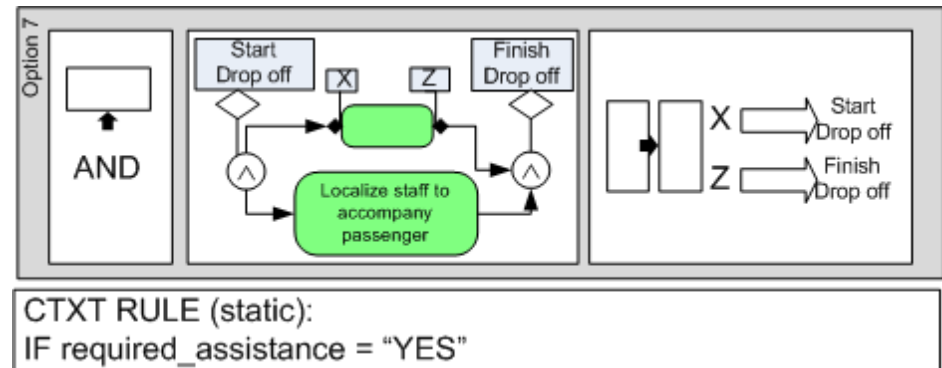 Option 7
AND
Start
Drop off
X
Z
Finish
Drop off
Λ
Λ
Localize staff to
accompany
passenger
X
Start
Drop off
Z
Finish
Drop off
CTXT RULE (static):
IF required_assistance = “YES”